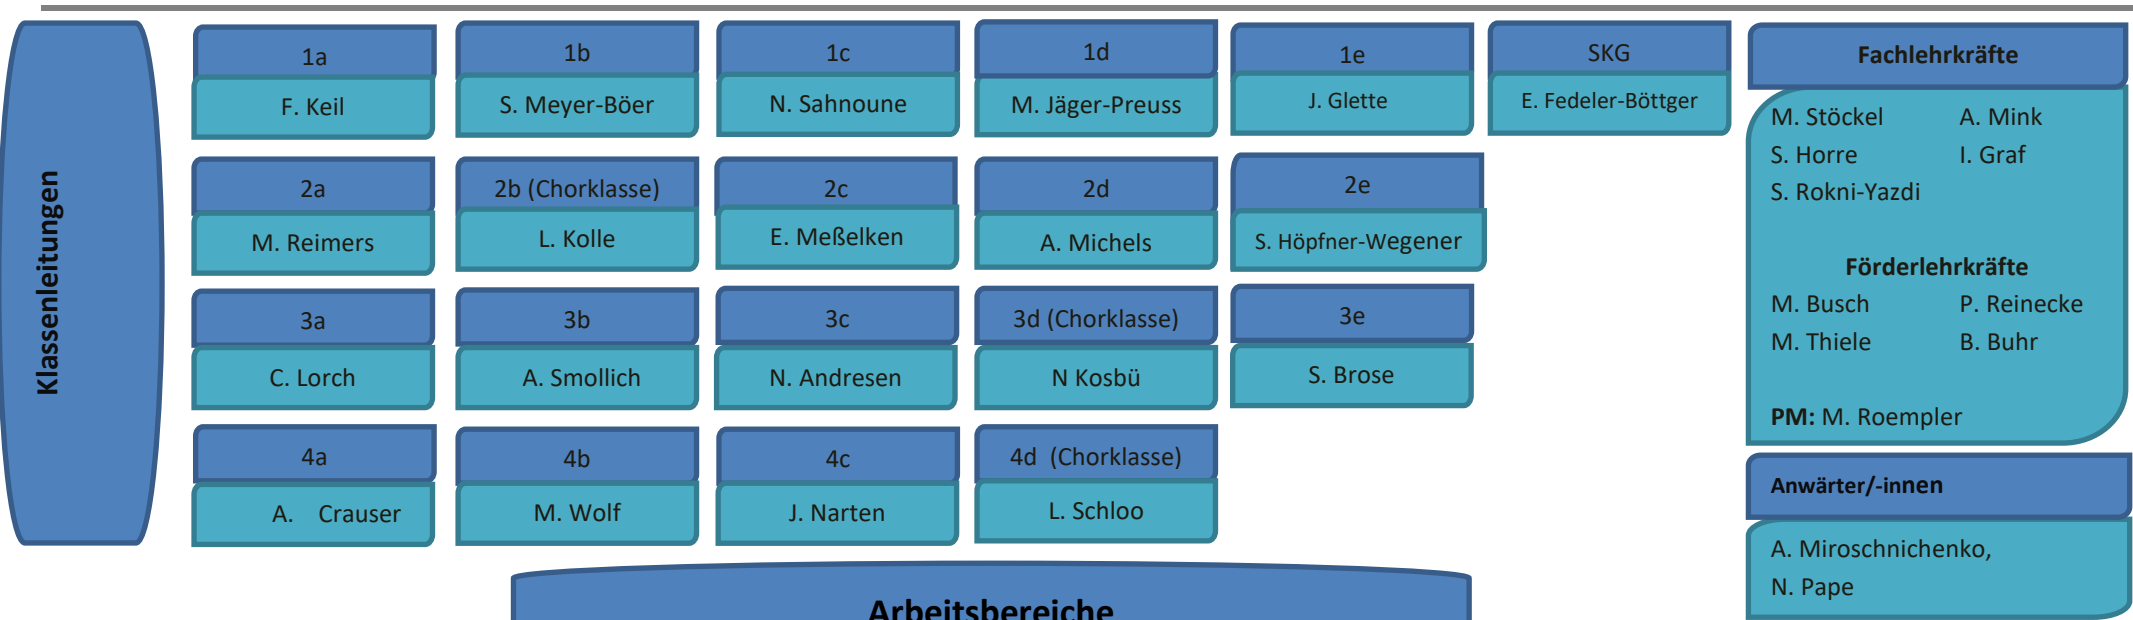 Klassenleitungen
1a
F. Keil
1b
S. Meyer-Böer
1c
N. Sahnoune
1d
M. Jäger-Preuss
1e
J. Glette
SKG
E. Fedeler-Böttger
2a
M. Reimers
2b (Chorklasse)
L. Kolle
2c
E. Meßelken
2d
A. Michels
2e
S. Höpfner-Wegener
3a
C. Lorch
3b
A. Smollich
3c
N. Andresen
3d (Chorklasse)
N Kosbü
3e
S. Brose
4a
A. Crauser
4b
M. Wolf
4c
J. Narten
4d (Chorklasse)
L. Schloo
Fachlehrkräfte
M. Stöckel A. Mink
S. Horre I. Graf
S. Rokni-Yazdi
Förderlehrkräfte
M. Busch P. Reinecke
M. Thiele B. Buhr
PM: M. Roempler
Anwärter/-innen
A. Miroschnichenko,
N. Pape
Arbeitsbereiche